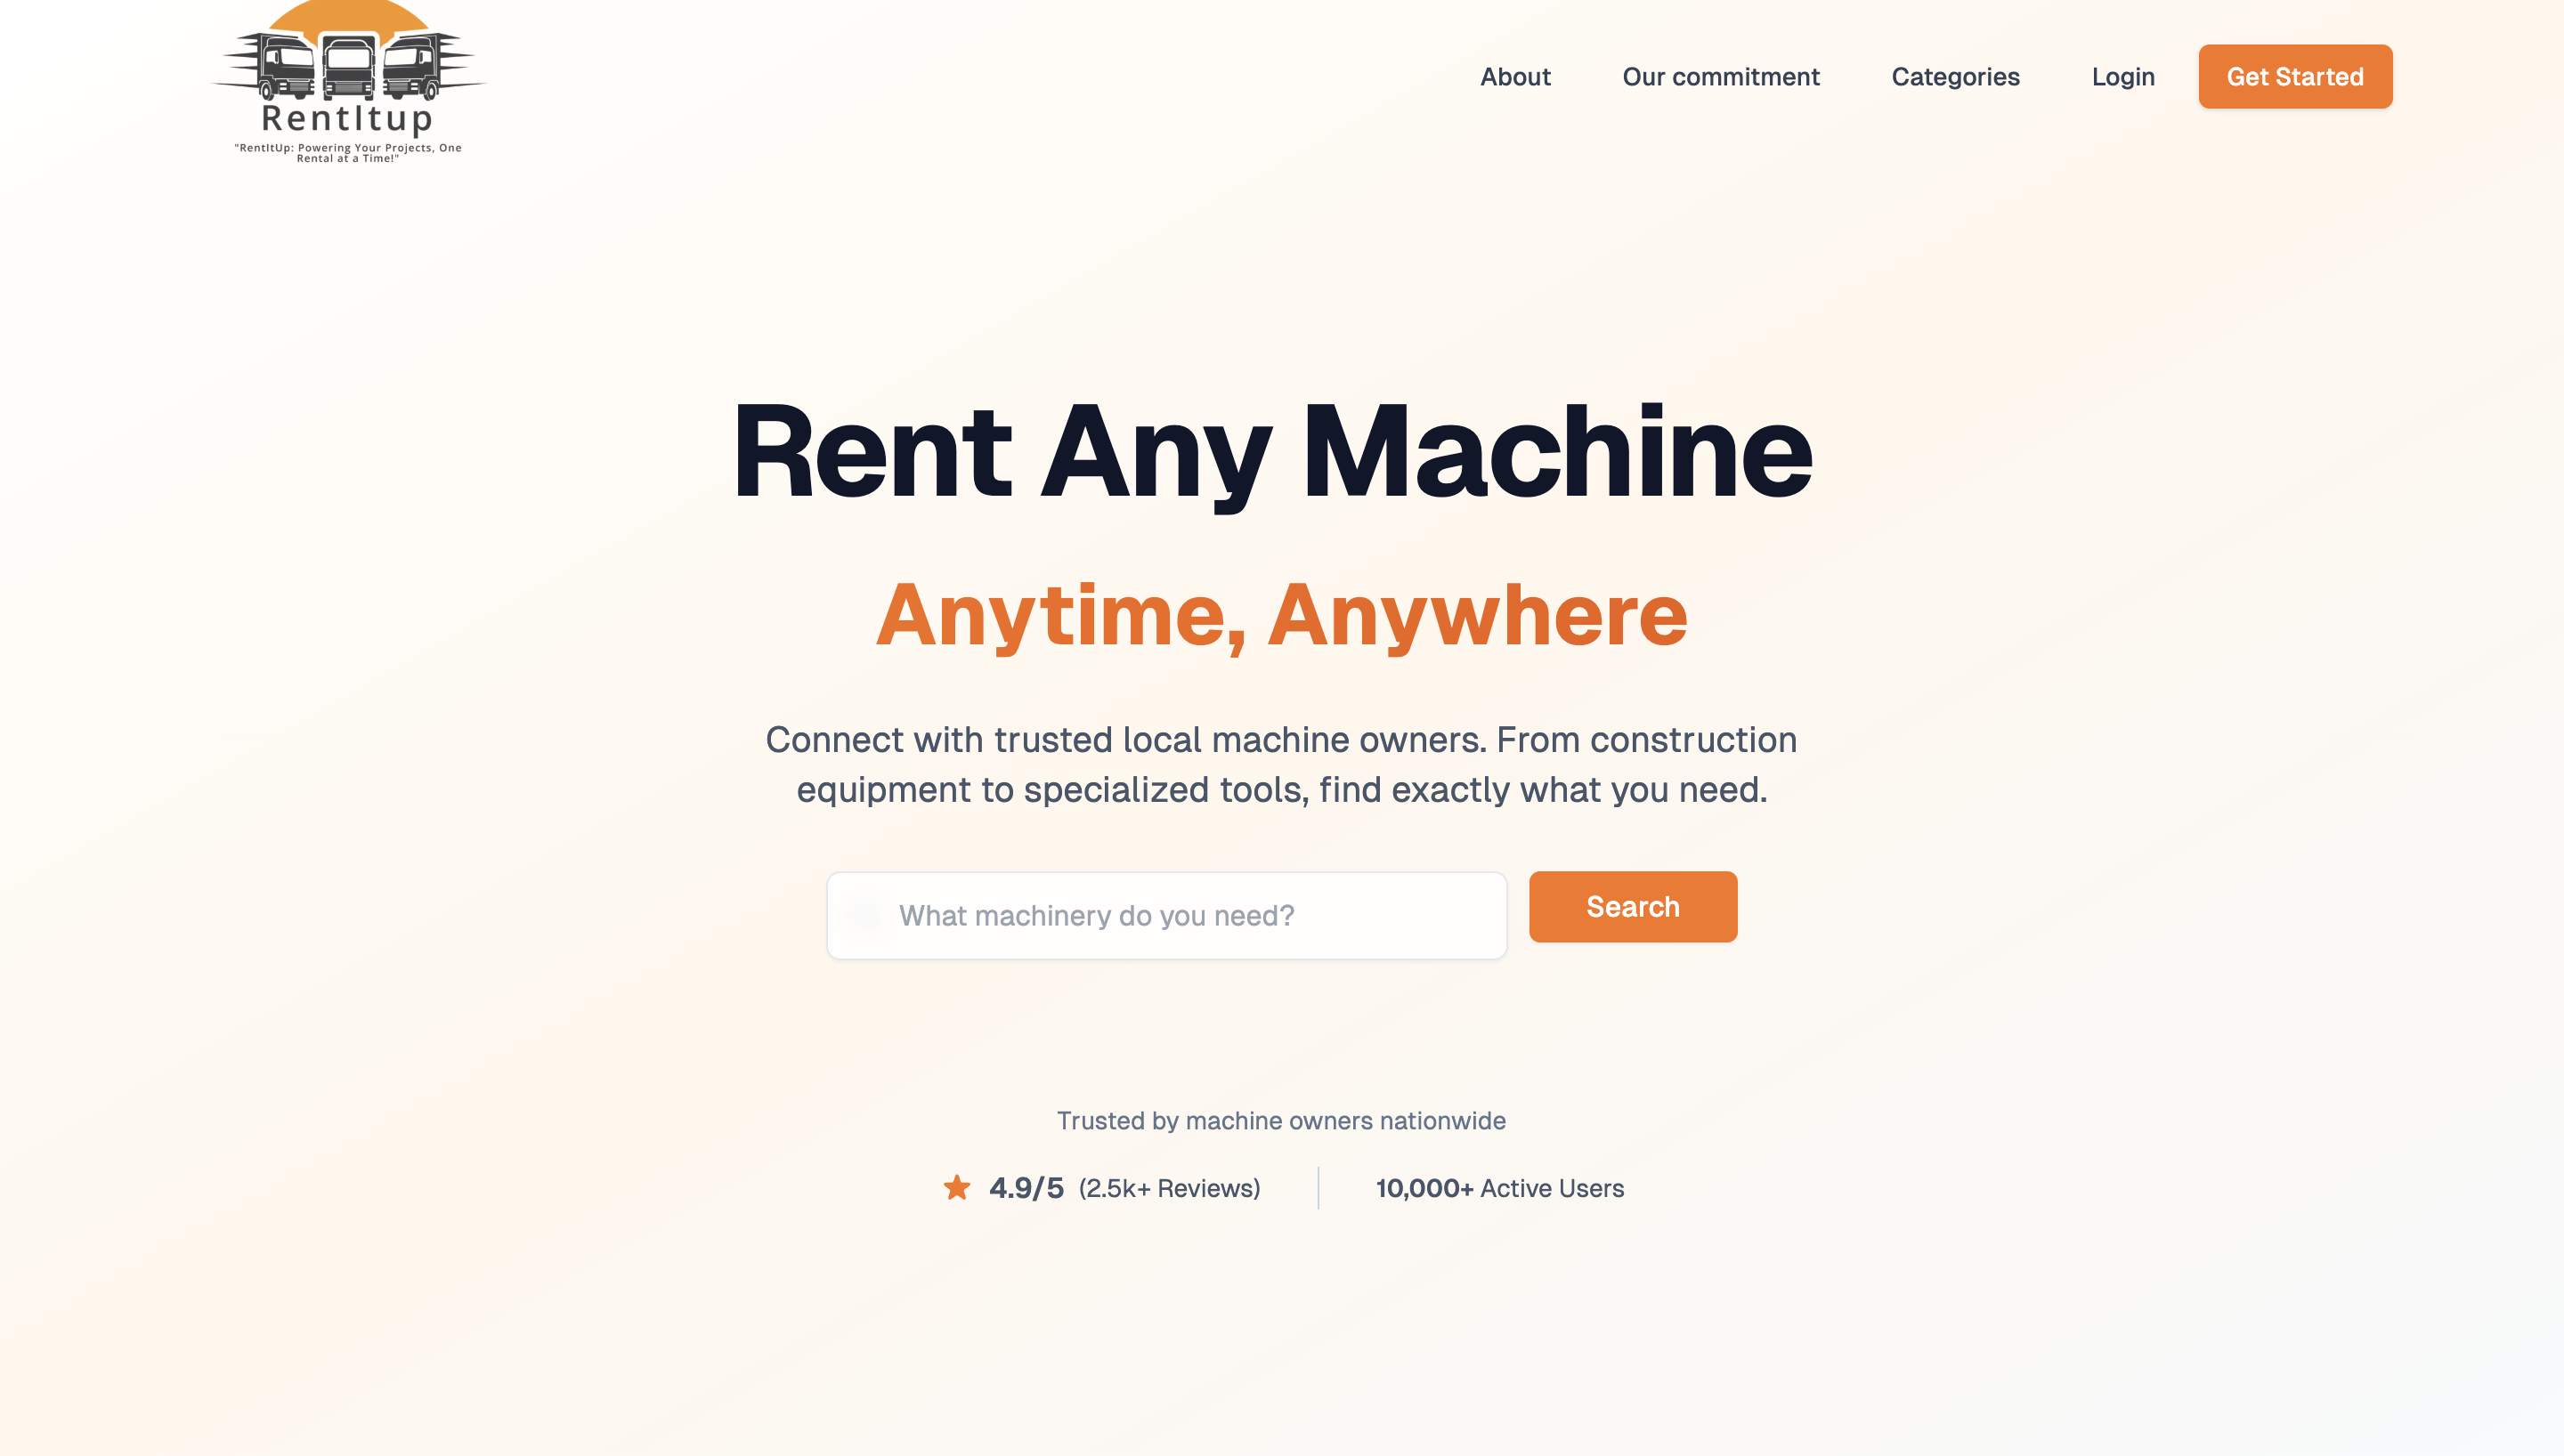 RentItup
"RentItUp: Powering Your Projects, One
Rental at a Time!"
About
Our commitment
Categories
Login
Get Started
Rent Any Machine
Anytime, Anywhere
Connect with trusted local machine owners. From construction
equipment to specialized tools, find exactly what you need.
What machinery do you need?
Search
Trusted by machine owners nationwide
4.9/5 (2.5k+ Reviews)
10,000+ Active Users